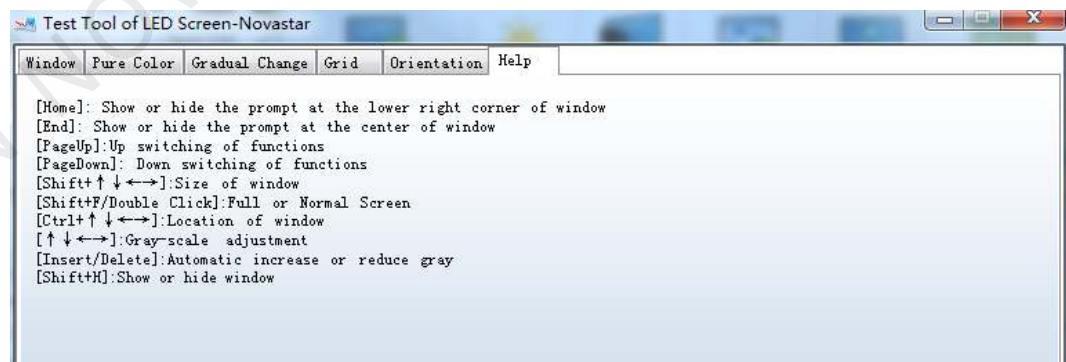 Test Tool of LED Screen-Novastar
Window Pure Color Gradual Change Grid Orientation Help
[Home]: Show or hide the prompt at the lower right corner of window
[End]: Show or hide the prompt at the center of window
[PageUp]:Up switching of functions
[PageDown]: Down switching of functions
[Shift+↑↓←→]:Size of window
[Shift+F/Double Click]:Full or Normal Screen
[Ctrl+↑↓←→]:Location of window
[↑↓←→]:Gray-scale adjustment
[Insert/Delete]:Automatic increase or reduce gray
[Shift+H]:Show or hide window